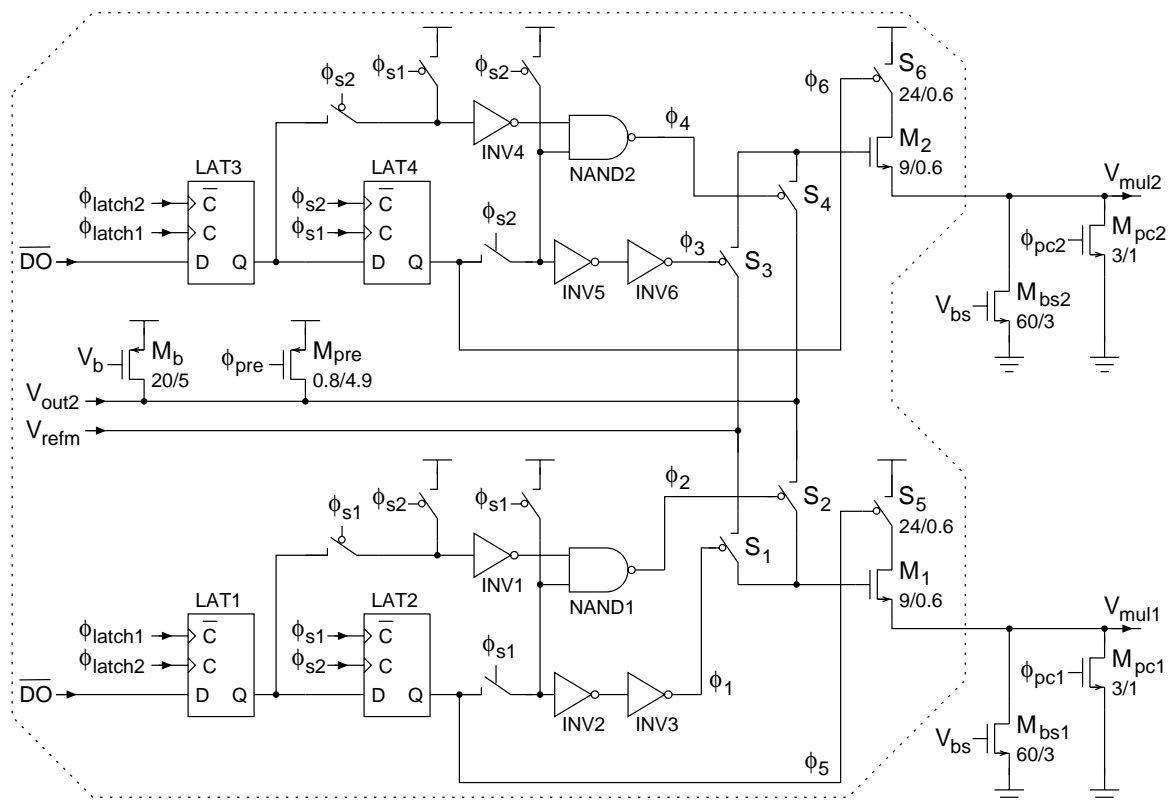 ϕs1
ϕs2
S6
24/0.6
ϕ6
ϕs2
ϕ4
INV4
NAND2
M2
9/0.6
LAT3
LAT4
Vmul2
ϕlatch2
C
ϕs2
C
S4
ϕlatch1
C
ϕs1
C
ϕs2
ϕ3
S3
ϕpc2
Mpc2
3/1
DO
D Q
D Q
INV5
INV6
Vbs
Mbs2
60/3
Vb
Mb
20/5
ϕpre
Mpre
0.8/4.9
Vout2
Vrefm
ϕs2
ϕs1
ϕ2
S2
S5
24/0.6
ϕs1
S1
INV1
NAND1
M1
9/0.6
LAT1
LAT2
Vmul1
ϕlatch1
C
ϕs1
C
ϕlatch2
C
ϕs2
C
ϕs1
ϕ1
ϕpc1
Mpc1
3/1
DO
D Q
D Q
INV2
INV3
Vbs
Mbs1
60/3
ϕ5